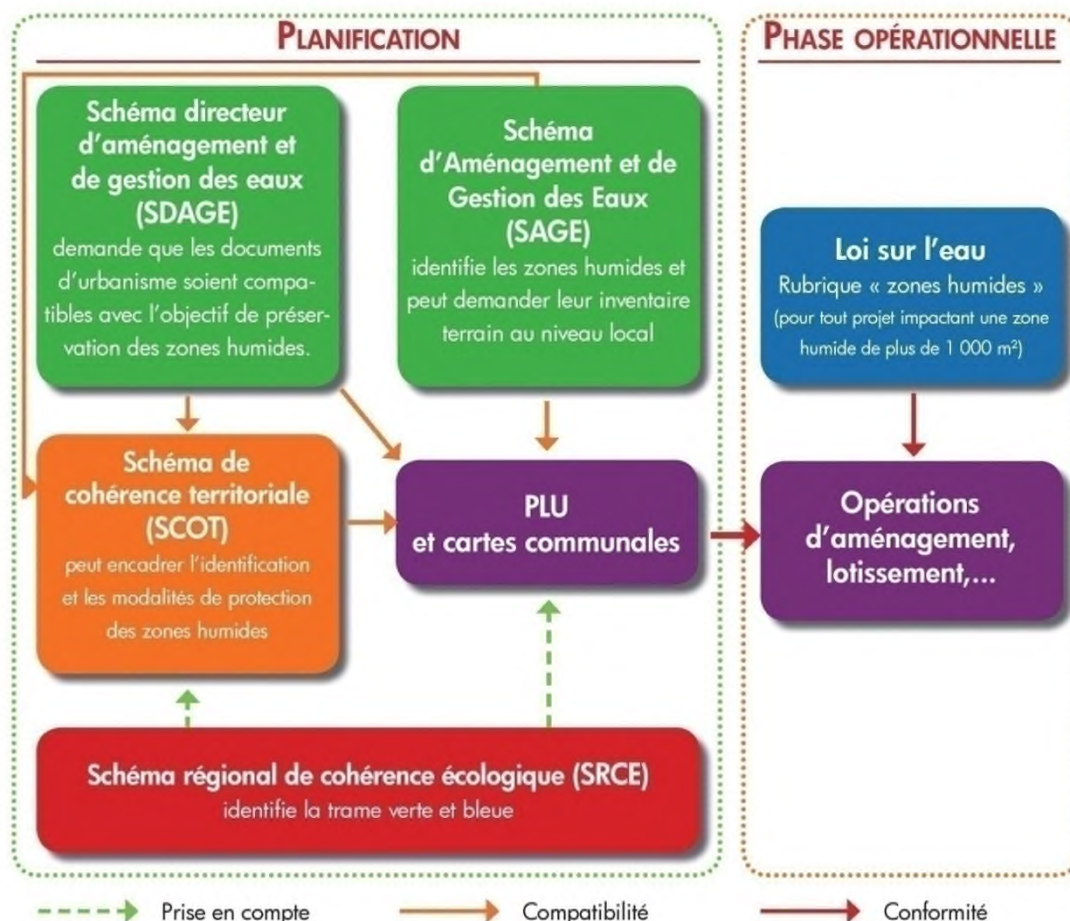 PLANIFICATION
Schéma directeur
d'aménagement et
de gestion des eaux
(SDAGE)
demande que les documents
d'urbanisme soient compa-
tibles avec l'objectif de préser-
vation des zones humides.
Schéma
d'Aménagement et de
Gestion des Eaux
(SAGE)
identifie les zones humides et
peut demander leur inventaire
terrain au niveau local
Schéma de
cohérence territoriale
(SCOT)
peut encadrer l'identification
et les modalités de protection
des zones humides
PLU
et cartes communales
Schéma régional de cohérence écologique (SRCE)
identifie la trame verte et bleue
PHASE OPÉRATIONNELLE
Loi sur l'eau
Rubrique « zones humides »
(pour tout projet impactant une zone
humide de plus de 1 000 m²)
Opérations
d'aménagement,
lotissement,...
Prise en compte
Compatibilité
Conformité